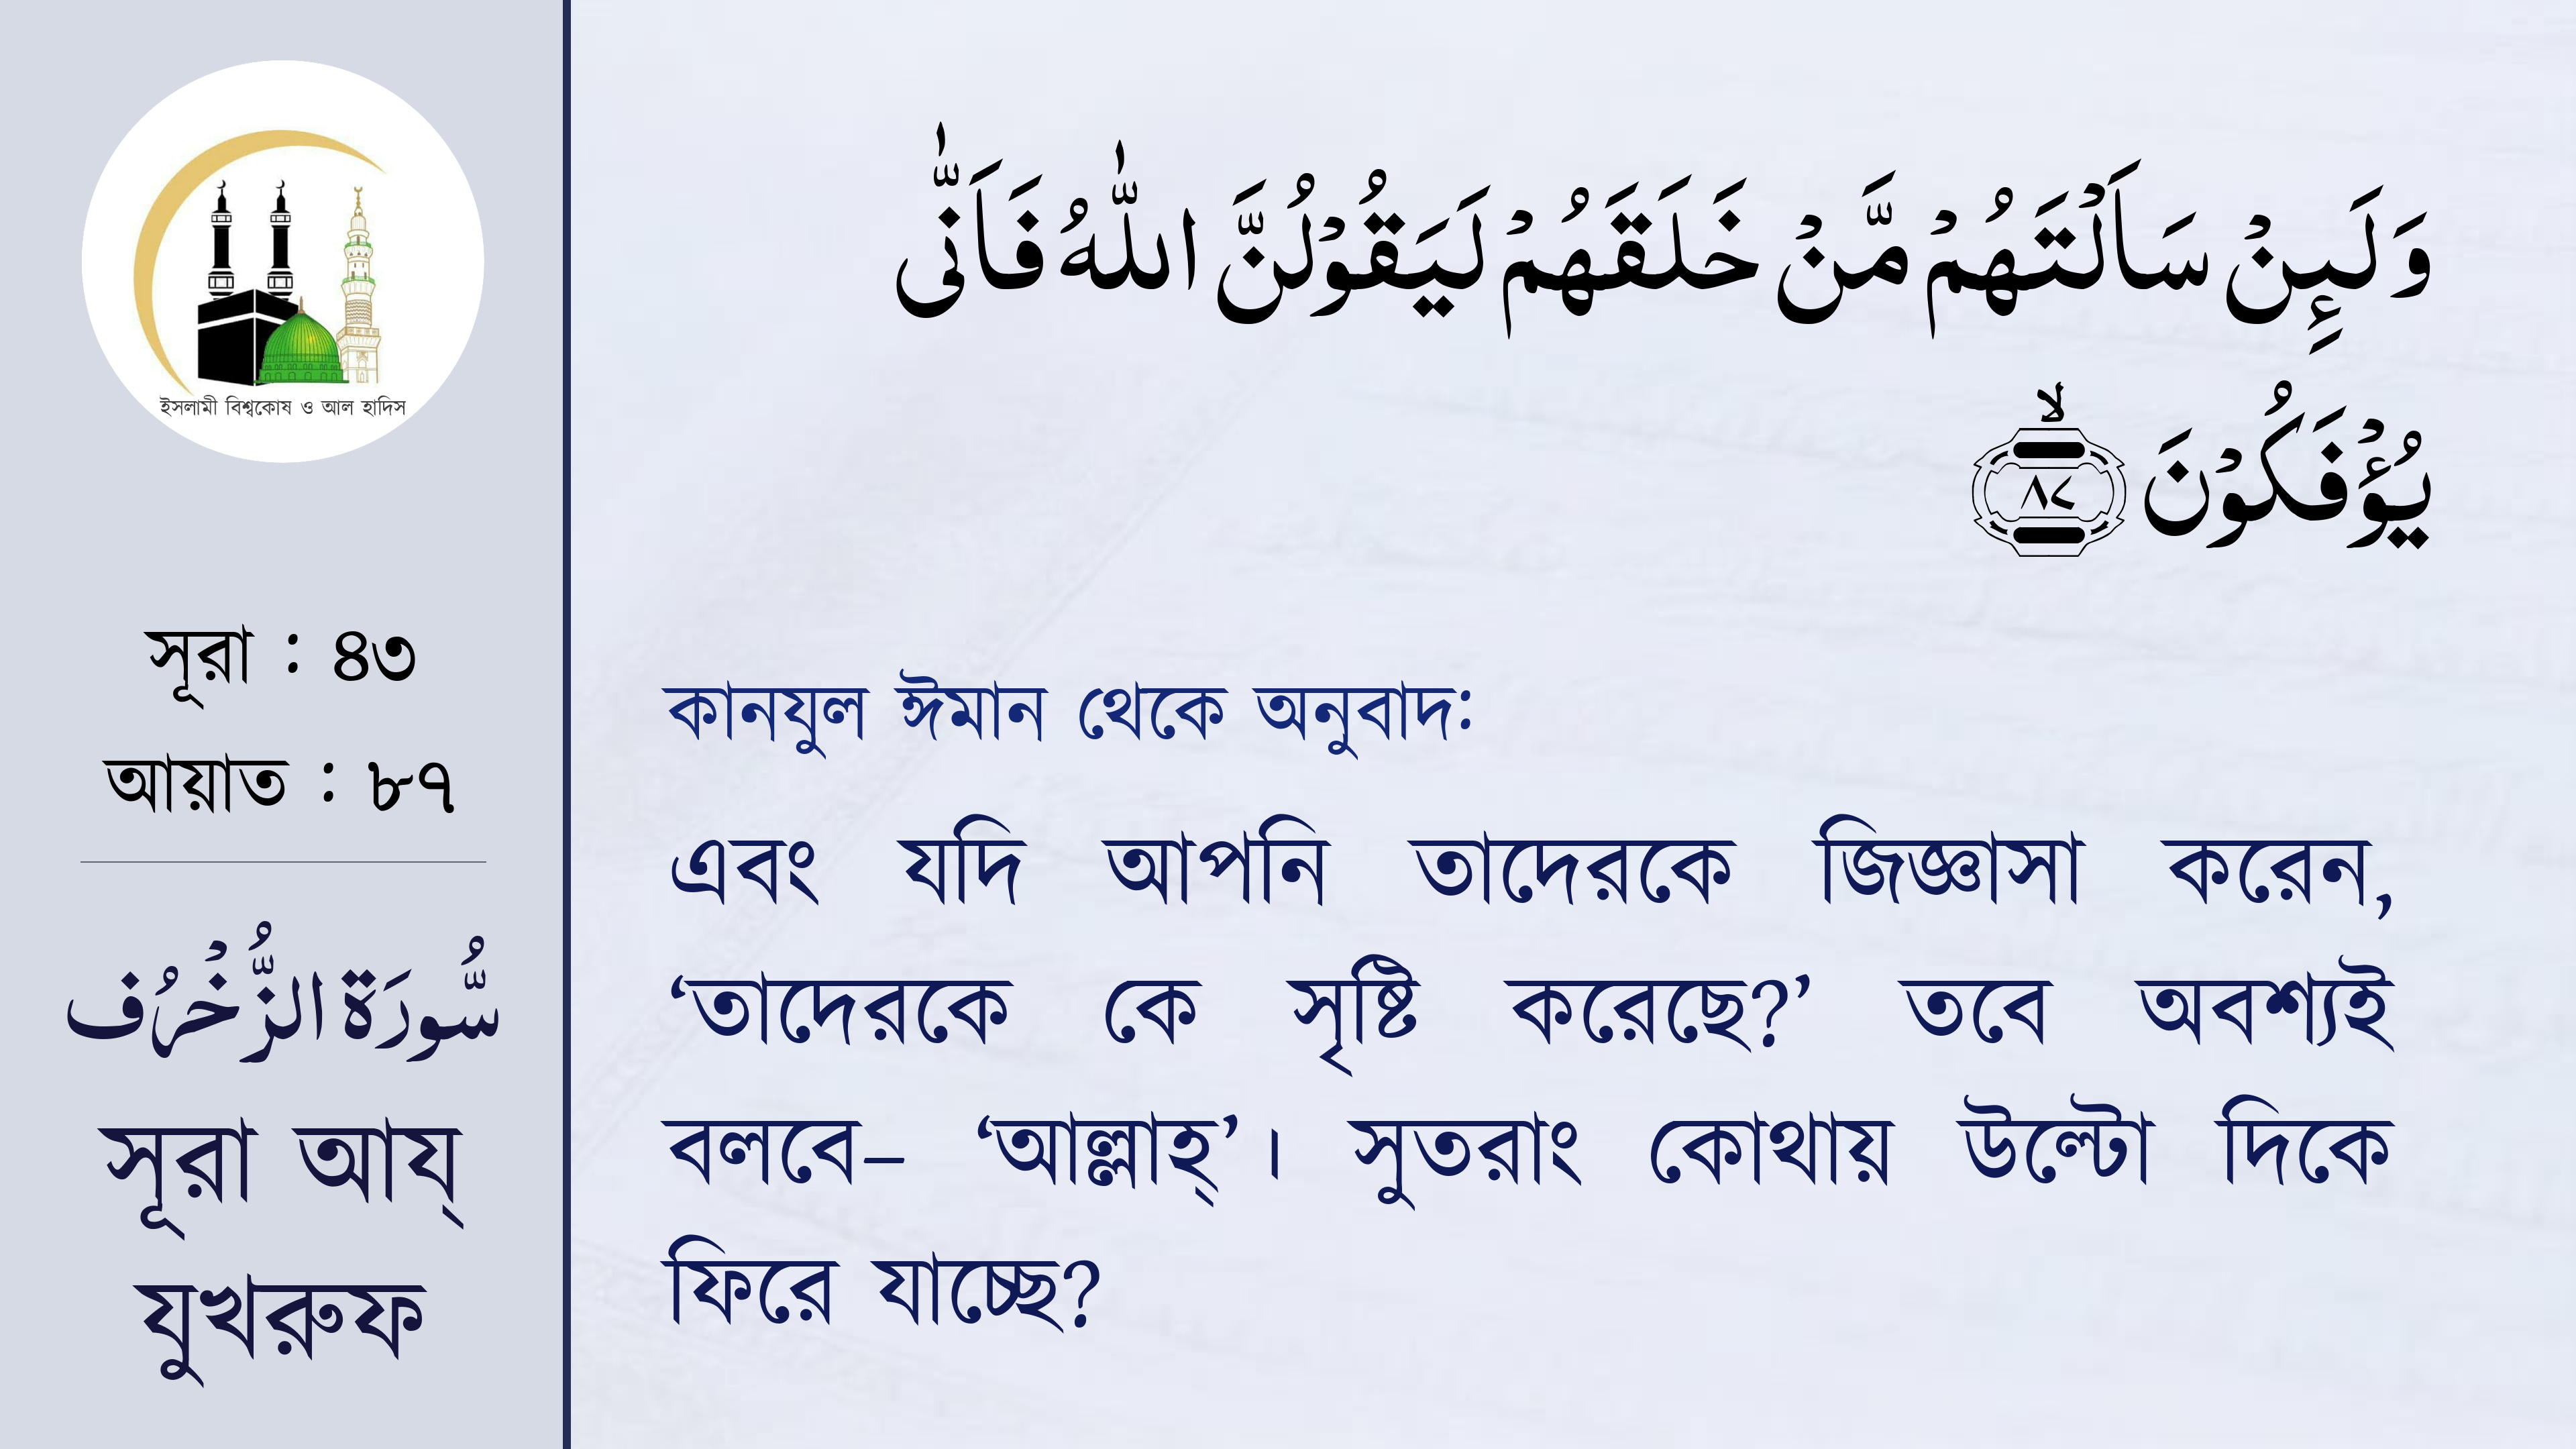 ইসলামী বিশ্বকোষ ও আল হাদিস
সূরা : ৪৩
আয়াত : ৮৭
سُّورَة الزُّخْرُف
সূরা আয্
যুখরুফ
وَلَئِنْ سَاَلْتَهُمْ مَّنْ خَلَقَهُمْ لَيَقُوْلُنَّ اللّٰهُ فَاَنّٰى
يُؤْفَكُوْنَ ۙ﴿۸۷﴾
কানযুল ঈমান থেকে অনুবাদ:
এবং যদি আপনি তাদেরকে জিজ্ঞাসা করেন,
‘তাদেরকে কে সৃষ্টি করেছে?’ তবে অবশ্যই
বলবে– ‘আল্লাহ্’। সুতরাং কোথায় উল্টো দিকে
ফিরে যাচ্ছে?